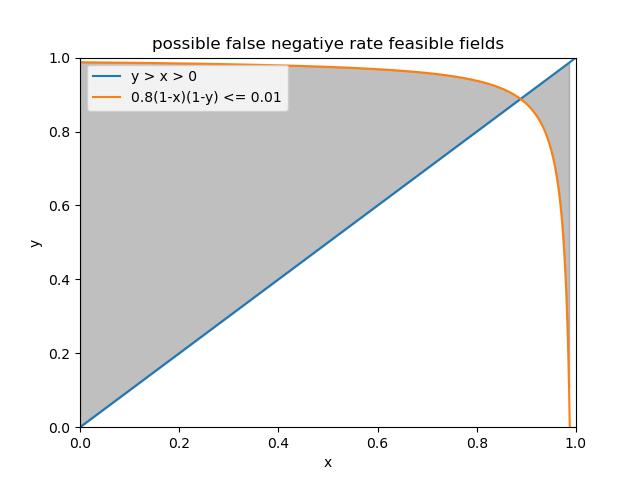 possible false negatiye rate feasible fields
y > x > 0
0.8(1-x)(1-y) <= 0.01
1.0
0.8
0.6
0.4
0.2
0.0
y
0.0 0.2 0.4 0.6 0.8 1.0
x